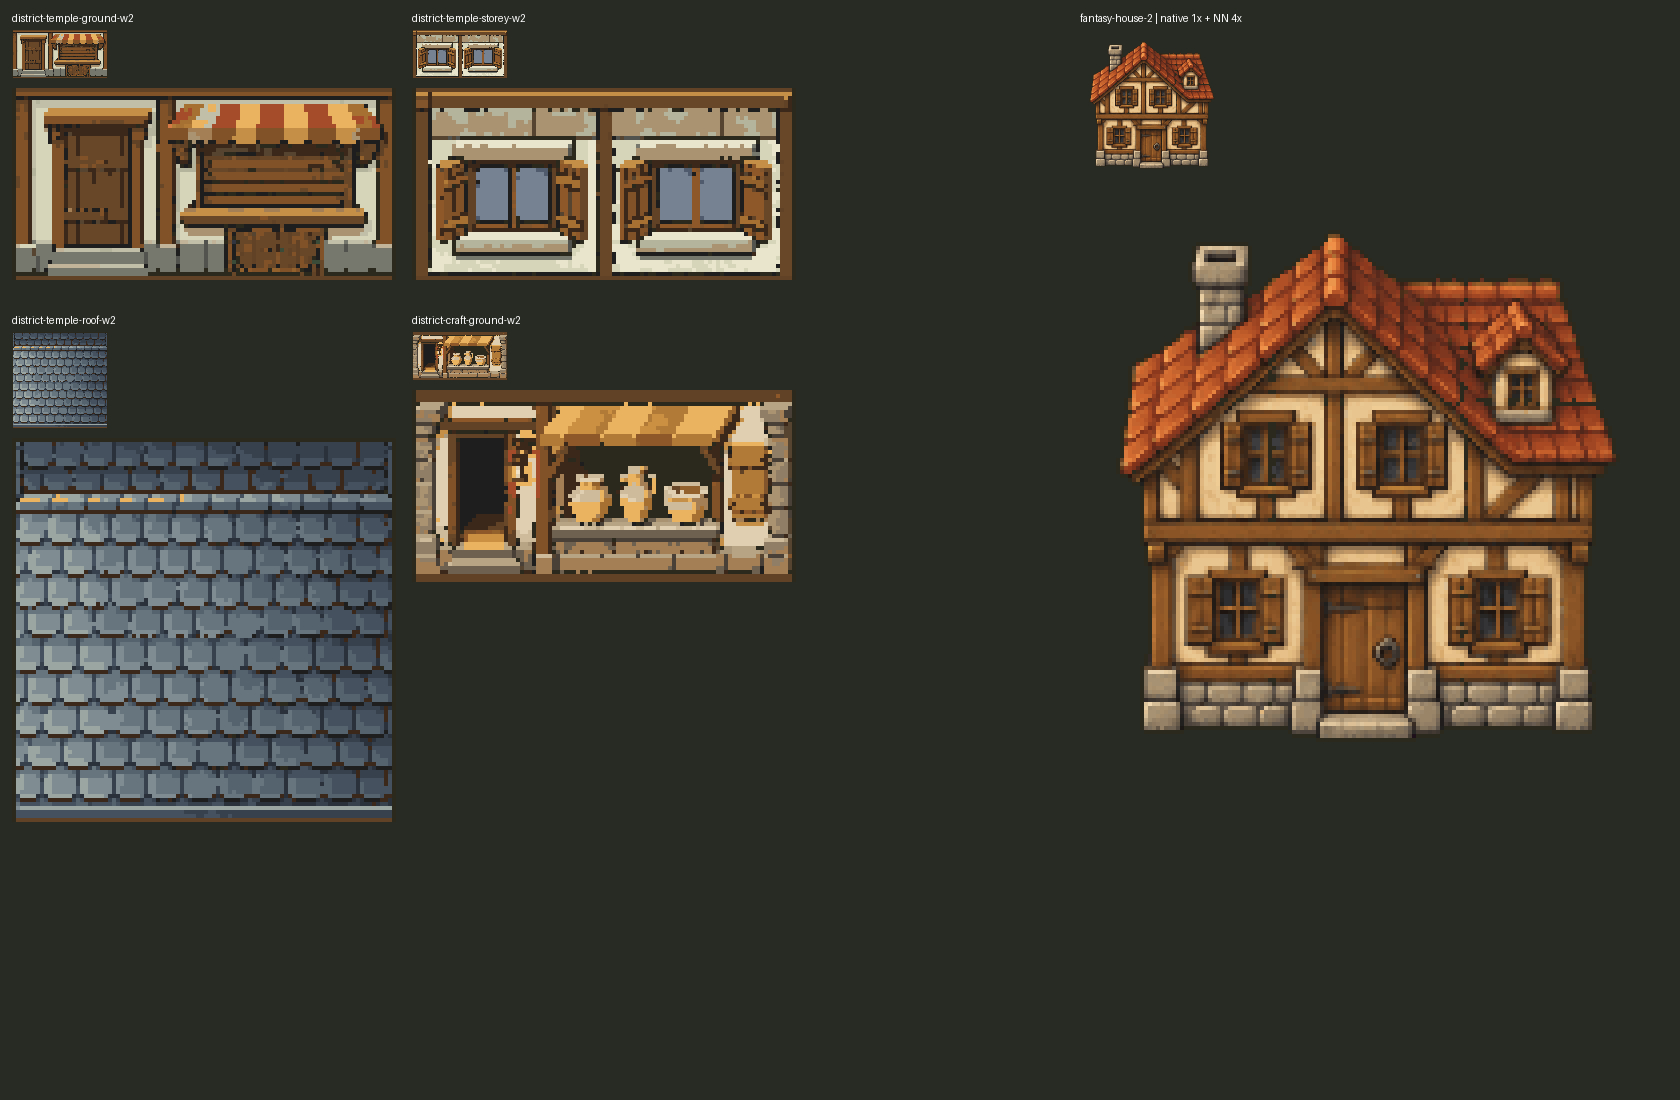 district-temple-ground-w2
district-temple-storey-w2
fantasy-house-2 | native 1x + NN 4x
district-temple-roof-w2
district-craft-ground-w2